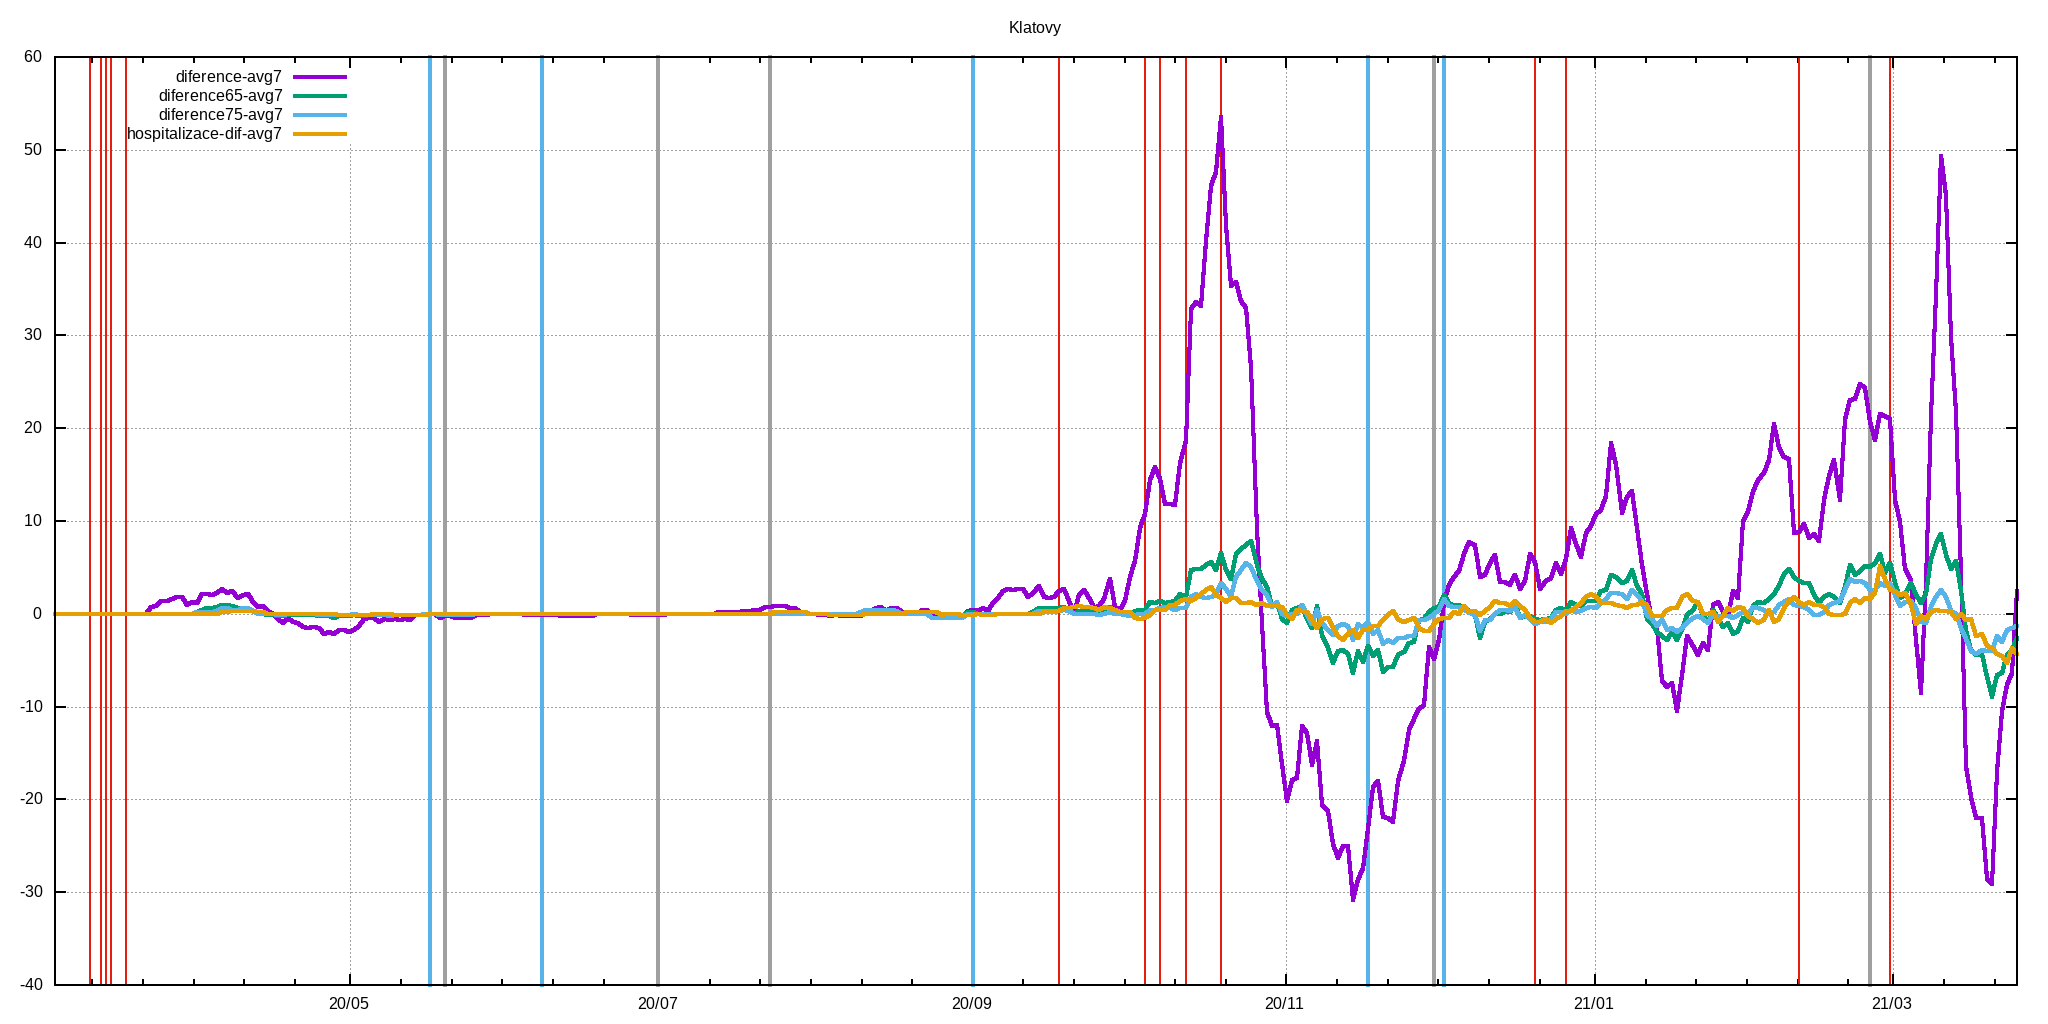 Klatovy
60
diference-avg7
diference65-avg7
diference75-avg7
hospitalizace-dif-avg7
50
40
30
20
10
0
-10
-20
-30
-40
20/05 20/07 20/09 20/11 21/01 21/03